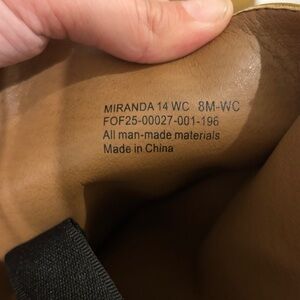 MIRANDA 14 WC 8M-WC
FOF25-00027-001-196
All man-made materials
Made in China